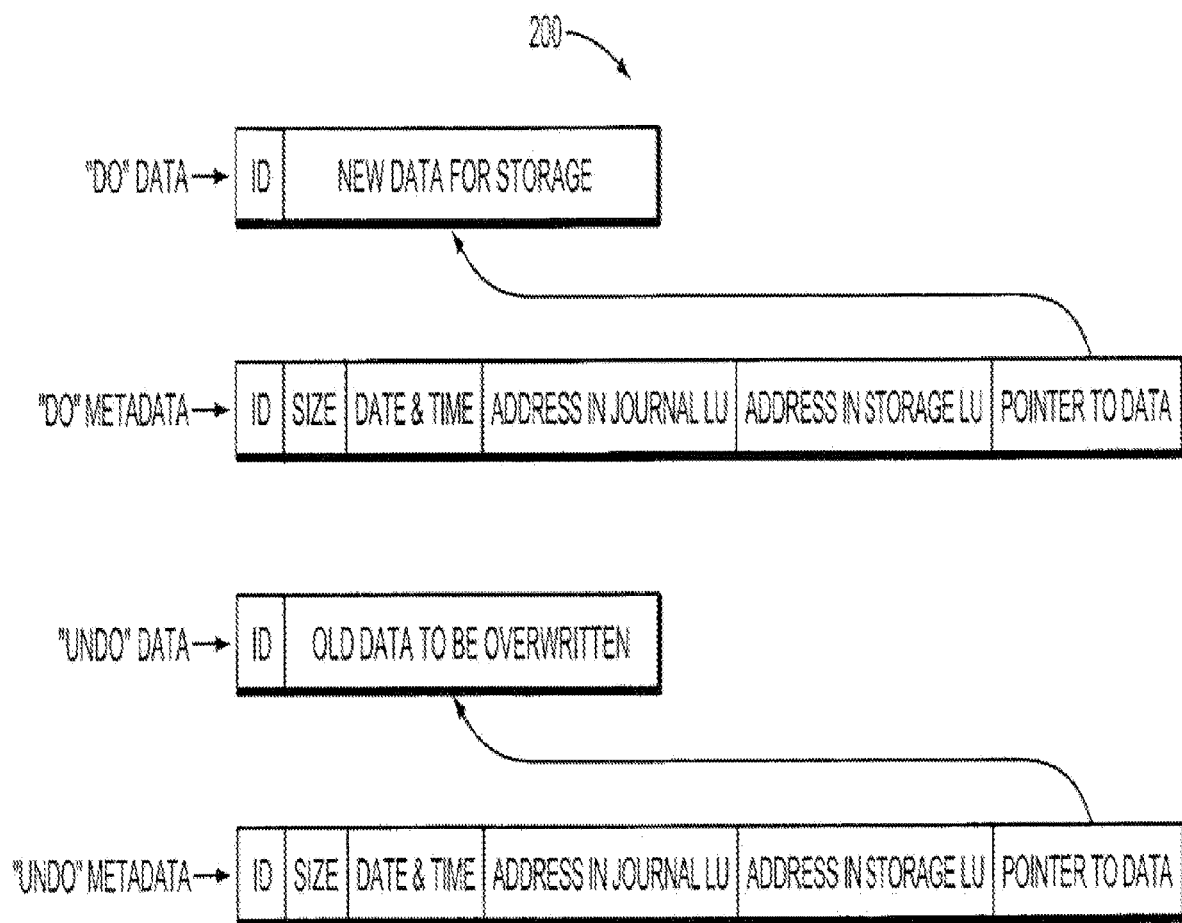 200
"DO" DATA ID NEW DATA FOR STORAGE
"DO" METADATA ID SIZE DATE & TIME ADDRESS IN JOURNAL LU ADDRESS IN STORAGE LU POINTER TO DATA
"UNDO" DATA ID OLD DATA TO BE OVERWRITTEN
"UNDO" METADATA ID SIZE DATE & TIME ADDRESS IN JOURNAL LU ADDRESS IN STORAGE LU POINTER TO DATA